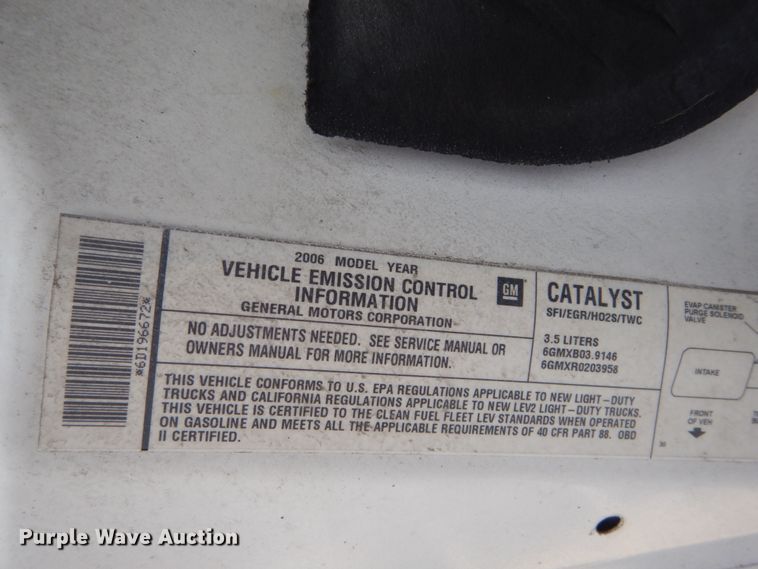 *6D196672*
2006 MODEL YEAR
VEHICLE EMISSION CONTROL
INFORMATION
GENERAL MOTORS CORPORATION
GM
NO ADJUSTMENTS NEEDED. SEE SERVICE MANUAL OR
OWNERS MANUAL FOR MORE INFORMATION.
CATALYST
SFI/EGR/HO2S/TWC
3.5 LITERS
6GMXB03.9146
6GMXR0203958
THIS VEHICLE CONFORMS TO U.S. EPA REGULATIONS APPLICABLE TO NEW LIGHT-DUTY
TRUCKS AND CALIFORNIA REGULATIONS APPLICABLE TO NEW LEV2 LIGHT-DUTY TRUCKS.
THIS VEHICLE IS CERTIFIED TO THE CLEAN FUEL FLEET LEV STANDARDS WHEN OPERATED
ON GASOLINE AND MEETS ALL THE APPLICABLE REQUIREMENTS OF 40 CFR PART 88. OBD
II CERTIFIED.
EVAP CANISTER
PURGE SOLENOID
VALVE
INTAKE
FRONT
OF VEH
Purple Wave Auction